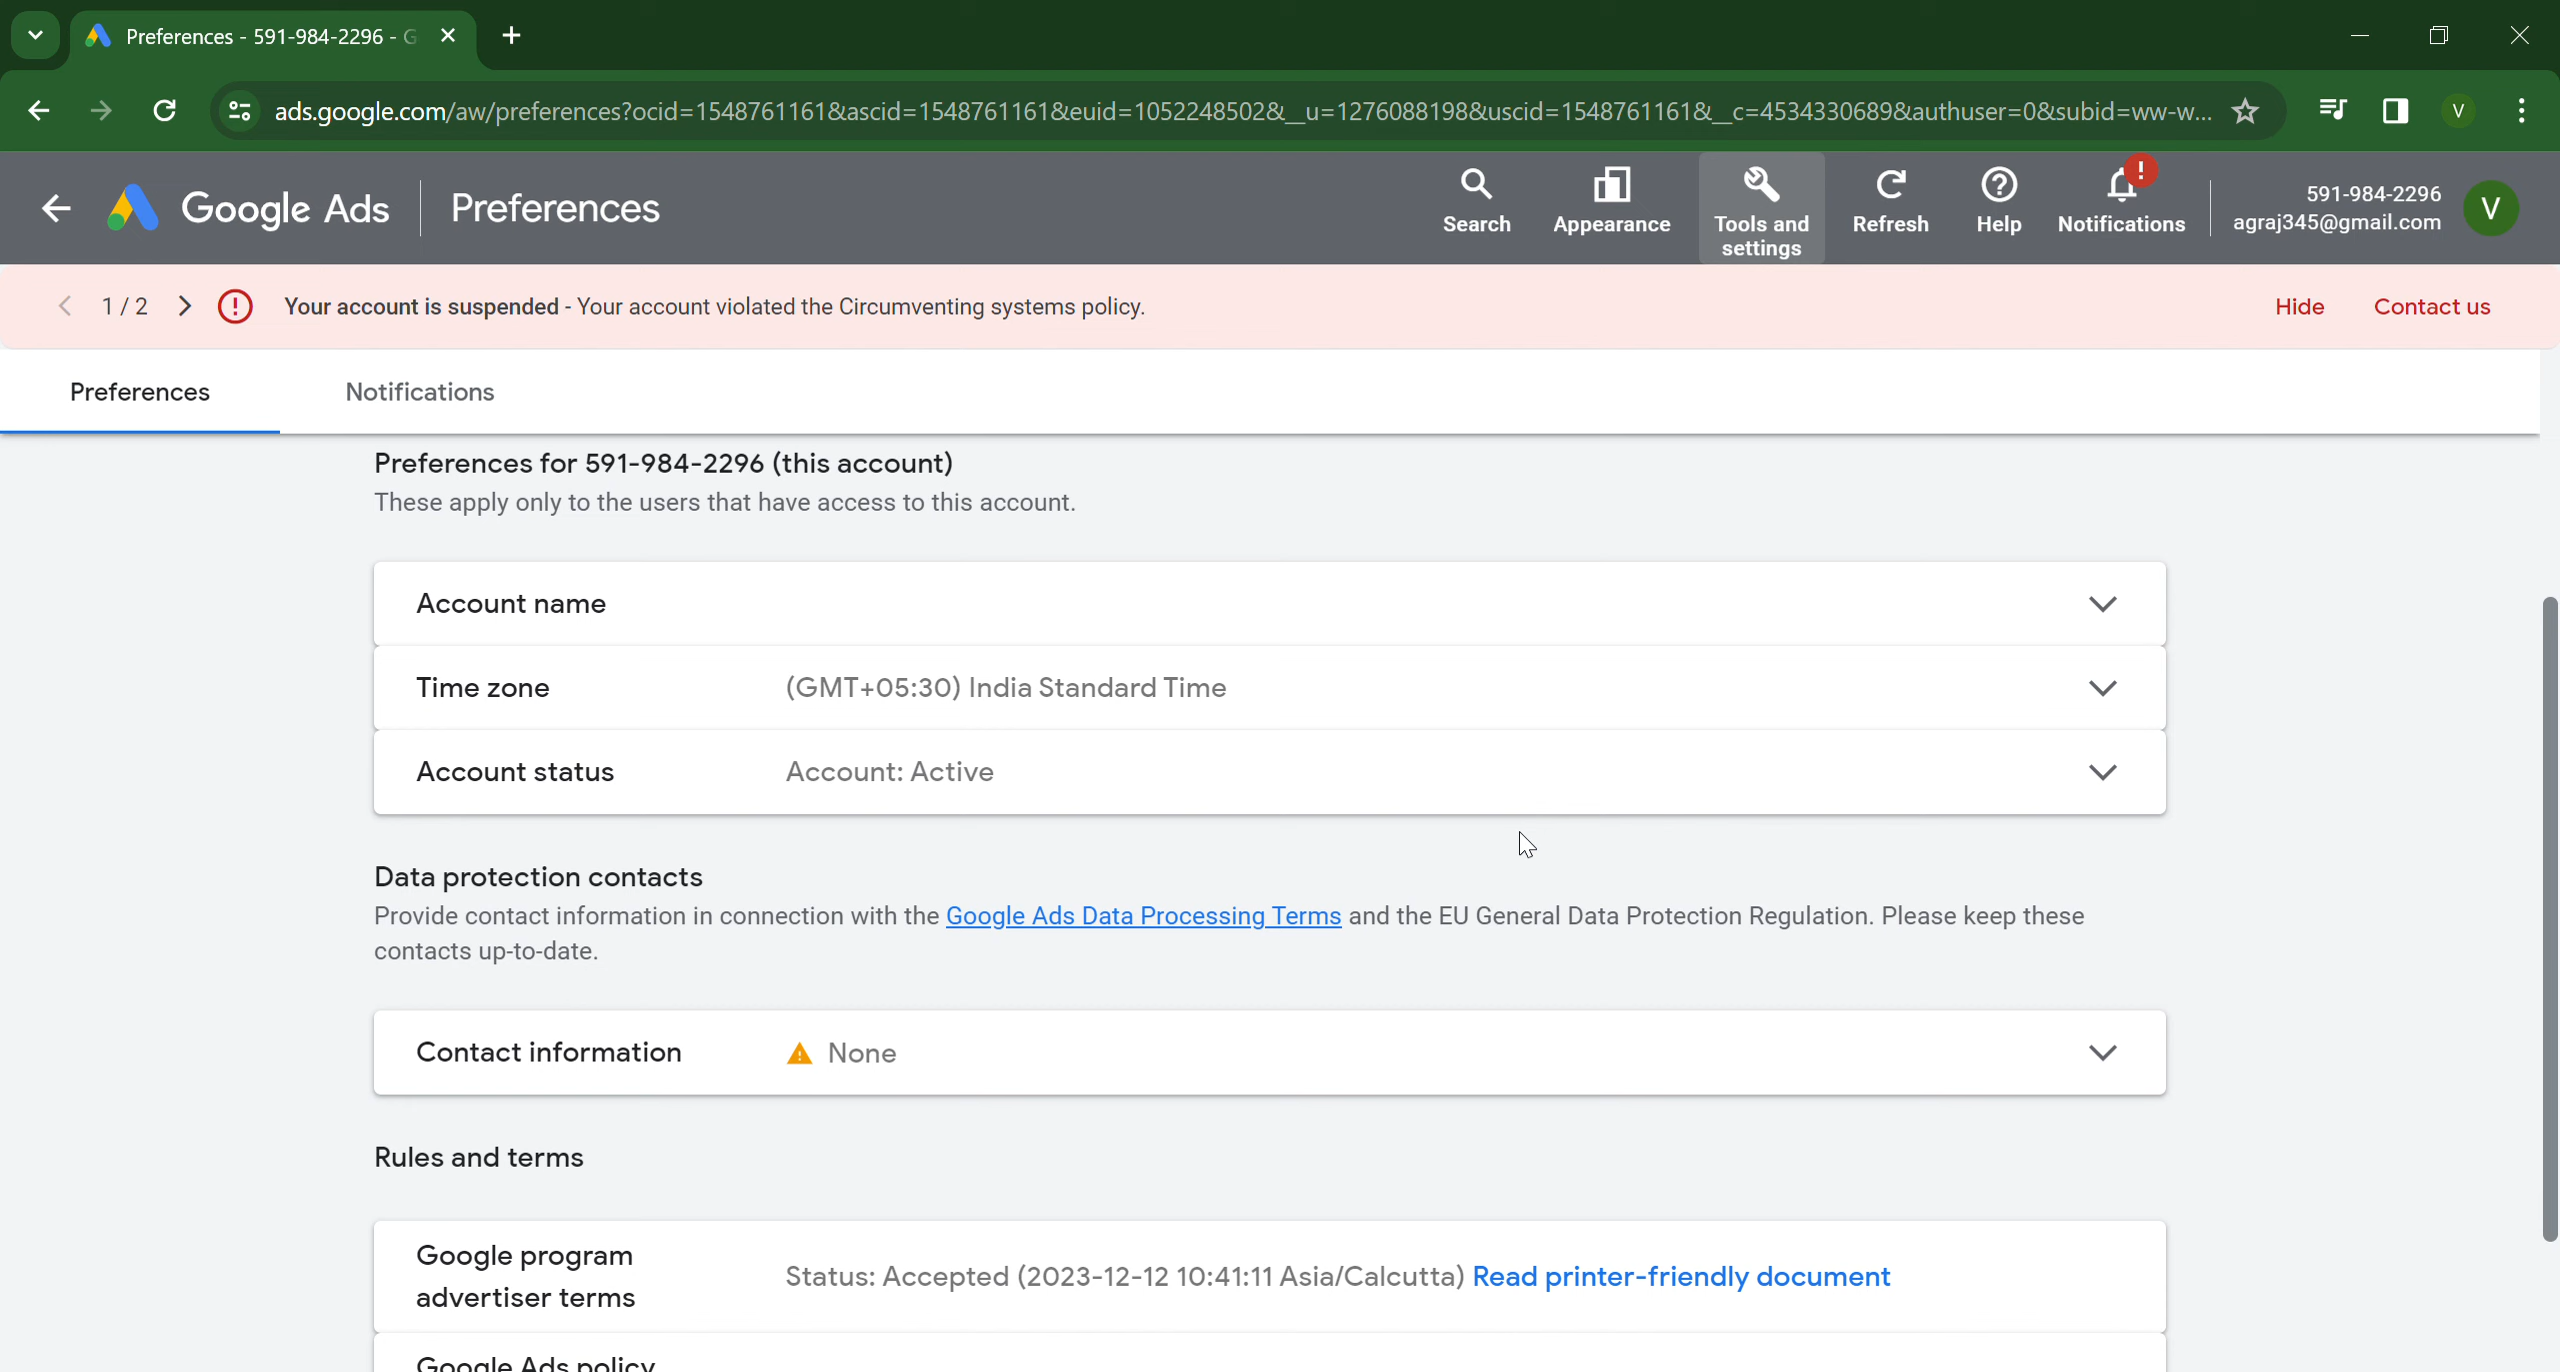 Preferences - 591-984-2296 - G
ads.google.com/aw/preferences?ocid=1548761161&ascid=1548761161&euid=1052248502&__u=1276088198&uscid=1548761161&__c=4534330689&authuser=0&subid=ww-w...
V
Google Ads
Preferences
Search
Appearance
Tools and
settings
Refresh
Help
!
Notifications
591-984-2296
agraj345@gmail.com
V
1 / 2
Your account is suspended - Your account violated the Circumventing systems policy.
Hide
Contact us
Preferences
Notifications
Preferences for 591-984-2296 (this account)
These apply only to the users that have access to this account.
Account name
Time zone
(GMT+05:30) India Standard Time
Account status
Account: Active
Data protection contacts
Provide contact information in connection with the Google Ads Data Processing Terms and the EU General Data Protection Regulation. Please keep these
contacts up-to-date.
Contact information
None
Rules and terms
Google program
advertiser terms
Status: Accepted (2023-12-12 10:41:11 Asia/Calcutta) Read printer-friendly document
Google Ads policy